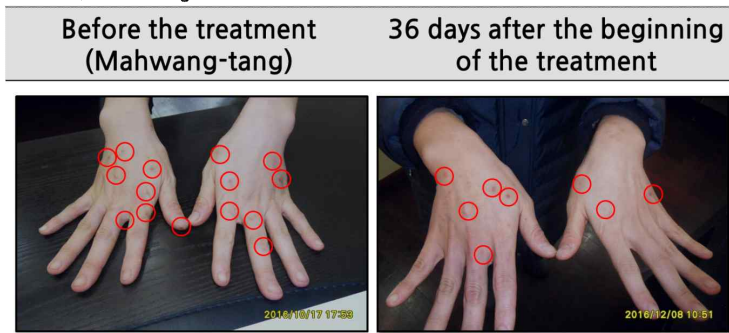 Before the treatment
(Mahwang-tang)
36 days after the beginning
of the treatment
2016/10/17 17:53
2016/12/08 10:51